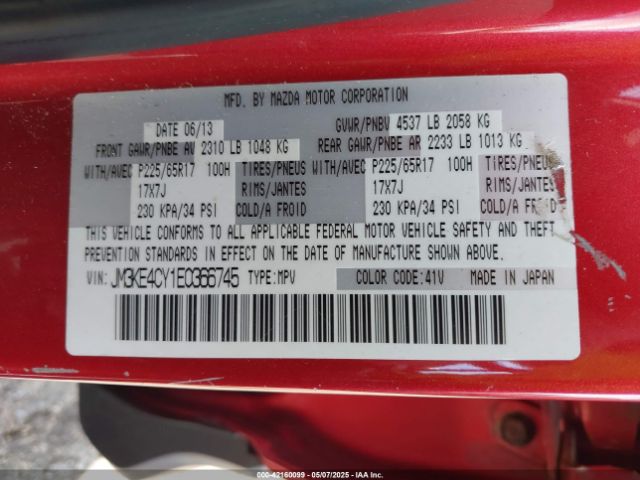 MFD. BY MAZDA MOTOR CORPORATION
DATE 06/13 GVWR/PNBV 4537 LB 2058 KG
FRONT GAWR/PNBE AV 2310 LB 1048 KG REAR GAWR/PNBE AR 2233 LB 1013 KG
WITH/AVEC P225/65R17 100H TIRES/PNEUS WITH/AVEC P225/65R17 100H TIRES/PNEUS
17X7J RIMS/JANTES 17X7J RIMS/JANTES
230 KPA/34 PSI COLD/A FROID 230 KPA/34 PSI COLD/A FROID
THIS VEHICLE CONFORMS TO ALL APPLICABLE FEDERAL MOTOR VEHICLE SAFETY AND THEFT
PREVENTION STANDARDS IN EFFECT ON THE DATE OF MANUFACTURE SHOWN ABOVE.
VIN: JM3KE4CY1E0366745 TYPE:MPV COLOR CODE:41V MADE IN JAPAN
000-42160099 - 05/07/2025 - IAAI.COM